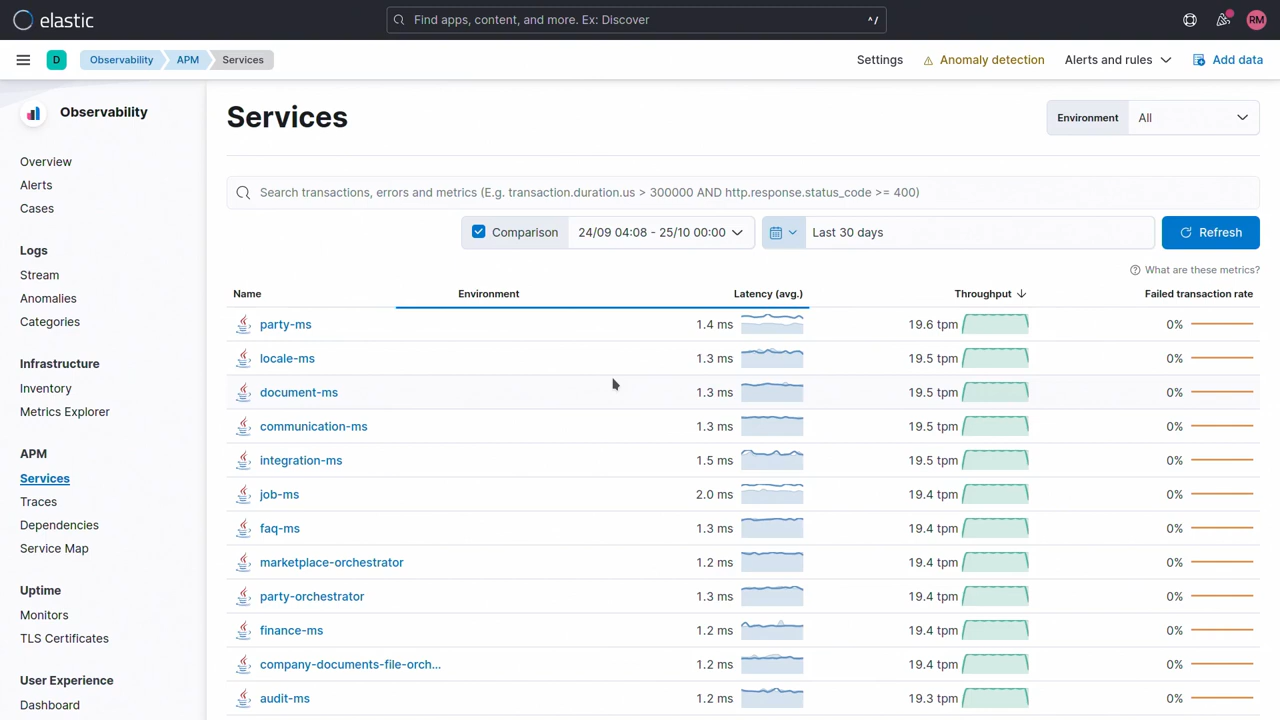 elastic
Find apps, content, and more. Ex: Discover ^/
RM
D Observability APM Services
Settings Anomaly detection Alerts and rules Add data
Observability
Overview
Alerts
Cases
Logs
Stream
Anomalies
Categories
Infrastructure
Inventory
Metrics Explorer
APM
Services
Traces
Dependencies
Service Map
Uptime
Monitors
TLS Certificates
User Experience
Dashboard
Services
Environment All
Search transactions, errors and metrics (E.g. transaction.duration.us > 300000 AND http.response.status_code >= 400)
Comparison 24/09 04:08 - 25/10 00:00 Last 30 days Refresh
What are these metrics?
Name Environment Latency (avg.) Throughput Failed transaction rate
party-ms 1.4 ms 19.6 tpm 0%
locale-ms 1.3 ms 19.5 tpm 0%
document-ms 1.3 ms 19.5 tpm 0%
communication-ms 1.3 ms 19.5 tpm 0%
integration-ms 1.5 ms 19.5 tpm 0%
job-ms 2.0 ms 19.4 tpm 0%
faq-ms 1.3 ms 19.4 tpm 0%
marketplace-orchestrator 1.2 ms 19.4 tpm 0%
party-orchestrator 1.3 ms 19.4 tpm 0%
finance-ms 1.2 ms 19.4 tpm 0%
company-documents-file-orch... 1.2 ms 19.4 tpm 0%
audit-ms 1.2 ms 19.3 tpm 0%